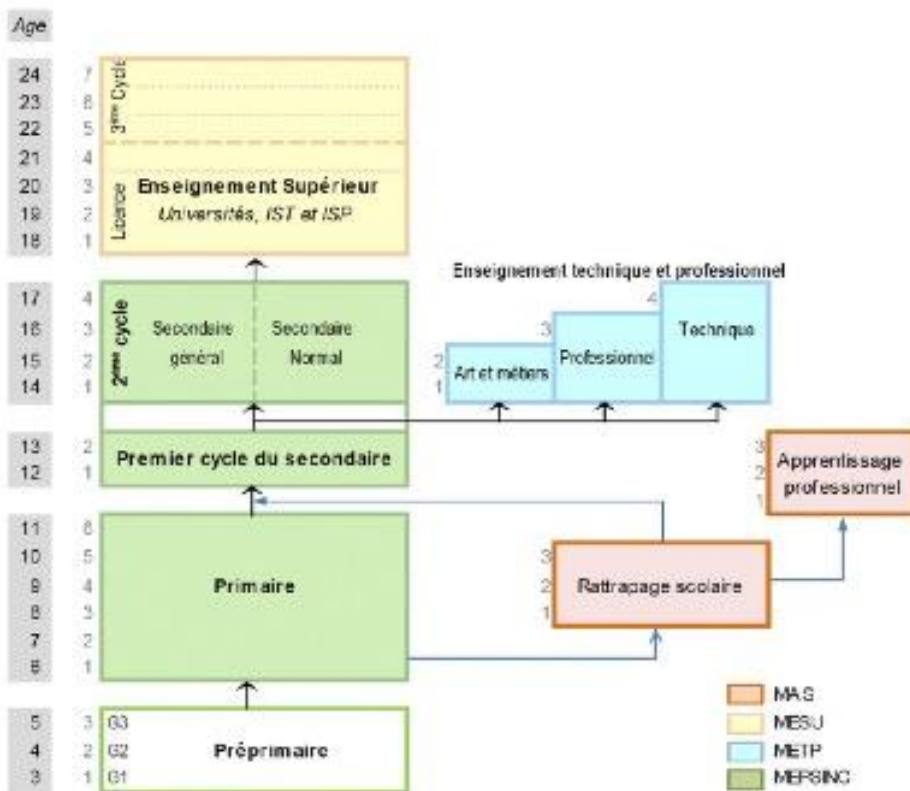 Age
24 7
23 6
22 5
3ème Cycle
21 4
20 3
19 2
18 1
Licence
Enseignement Supérieur
Universités, IST et ISP
Enseignement technique et professionnel
17 4
16 3
15 2
14 1
2ème cycle
Secondaire général
Secondaire Normal
2
1
Art et métiers
3
Professionnel
4
Technique
13 2
12 1
Premier cycle du secondaire
3
2
1
Apprentissage professionnel
11 6
10 5
9 4
8 3
7 2
6 1
Primaire
3
2
1
Rattrapage scolaire
5 3 G3
4 2 G2
3 1 G1
Préprimaire
MAS
MESU
METP
MEPSINC